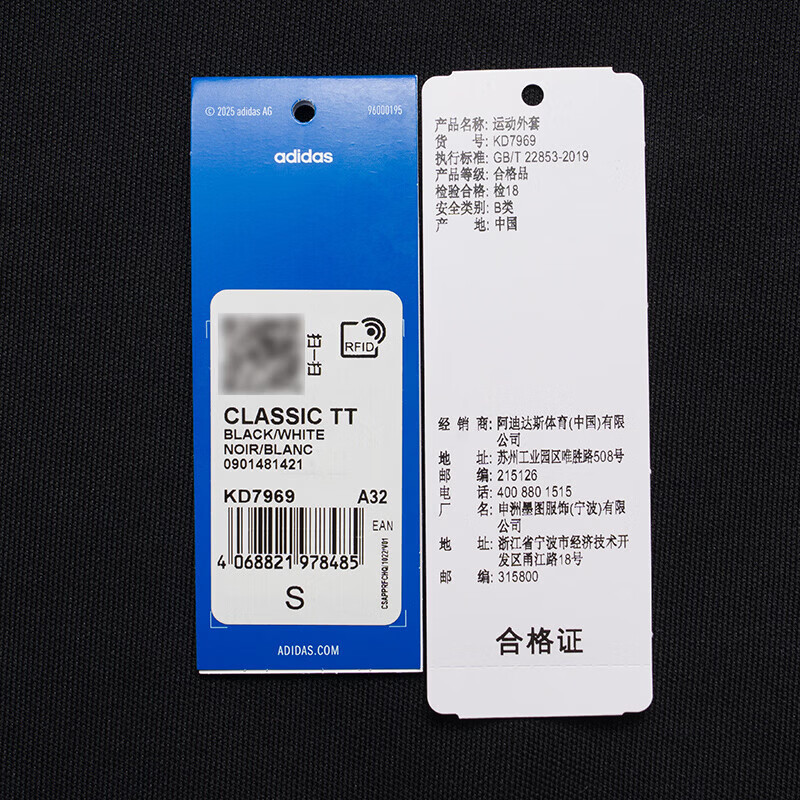 © 2025 adidas AG
96000195
adidas
扫一扫
RFID
CLASSIC TT
BLACK/WHITE
NOIR/BLANC
0901481421
KD7969 A32
EAN
4 068821 978485
S
ADIDAS.COM
产品名称: 运动外套
货 号: KD7969
执行标准: GB/T 22853-2019
产品等级: 合格品
检验合格: 检18
安全类别: B类
产 地: 中国
经 销 商: 阿迪达斯体育(中国)有限
公司
地 址: 苏州工业园区唯胜路508号
邮 编: 215126
电 话: 400 880 1515
厂 名: 申洲墨图服饰(宁波)有限
公司
地 址: 浙江省宁波市经济技术开
发区甬江路18号
邮 编: 315800
合格证